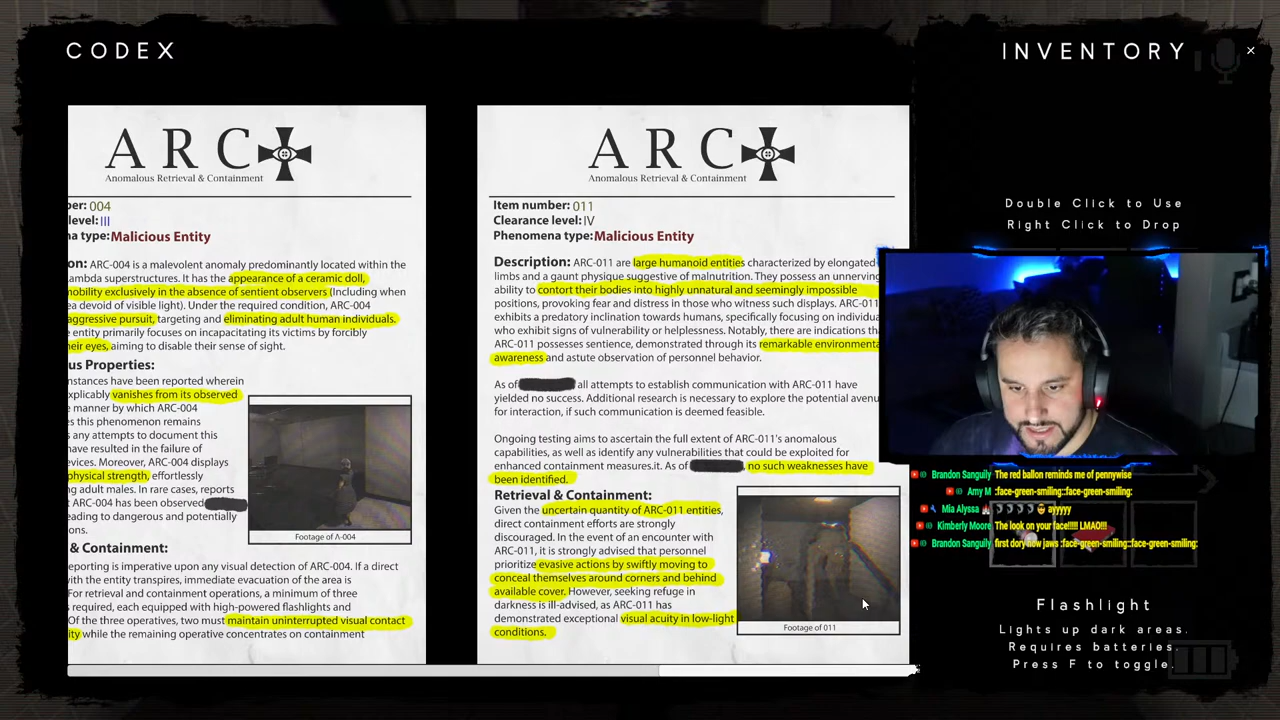 CODEX
INVENTORY
ARC
Anomalous Retrieval & Containment
ber: 004
level: III
na type: Malicious Entity
on: ARC-004 is a malevolent anomaly predominantly located within the
ambda superstructures. It has the appearance of a ceramic doll,
mobility exclusively in the absence of sentient observers (Including when
ea devoid of visible light). Under the required condition, ARC-004
aggressive pursuit, targeting and eliminating adult human individuals.
e entity primarily focuses on incapacitating its victims by forcibly
heir eyes, aiming to disable their sense of sight.
us Properties:
nstances have been reported wherein
xplicably vanishes from its observed
e manner by which ARC-004
es this phenomenon remains
s any attempts to document this
have resulted in the failure of
evices. Moreover, ARC-004 displays
physical strength, effortlessly
ng adult males. In rare cases, reports
t ARC-004 has been observed
eading to dangerous and potentially
ons.
Footage of A-004
& Containment:
eporting is imperative upon any visual detection of ARC-004. If a direct
with the entity transpires, immediate evacuation of the area is
For retrieval and containment operations, a minimum of three
s required, each equipped with high-powered flashlights and
Of the three operatives, two must maintain uninterrupted visual contact
ity while the remaining operative concentrates on containment
ARC
Anomalous Retrieval & Containment
Item number: 011
Clearance level: IV
Phenomena type: Malicious Entity
Description: ARC-011 are large humanoid entities characterized by elongated
limbs and a gaunt physique suggestive of malnutrition. They possess an unnerving
ability to contort their bodies into highly unnatural and seemingly impossible
positions, provoking fear and distress in those who witness such displays. ARC-011
exhibits a predatory inclination towards humans, specifically focusing on individua
who exhibit signs of vulnerability or helplessness. Notably, there are indications tha
ARC-011 possesses sentience, demonstrated through its remarkable environmenta
awareness and astute observation of personnel behavior.
As of all attempts to establish communication with ARC-011 have
yielded no success. Additional research is necessary to explore the potential avenu
for interaction, if such communication is deemed feasible.
Ongoing testing aims to ascertain the full extent of ARC-011's anomalous
capabilities, as well as identify any vulnerabilities that could be exploited for
enhanced containment measures.it. As of , no such weaknesses have
been identified.
Retrieval & Containment:
Given the uncertain quantity of ARC-011 entities,
direct containment efforts are strongly
discouraged. In the event of an encounter with
ARC-011, it is strongly advised that personnel
prioritize evasive actions by swiftly moving to
conceal themselves around corners and behind
available cover. However, seeking refuge in
darkness is ill-advised, as ARC-011 has
demonstrated exceptional visual acuity in low-light
conditions.
Footage of 011
Double Click to Use
Right Click to Drop
Brandon Sanguily The red ballon reminds me of pennywise
Amy M :face-green-smiling::face-green-smiling:
Mia Alyssa ayyyyy
Kimberly Moore The look on your face!!!!! LMAO!!!
Brandon Sanguily first dory now jaws :face-green-smiling::face-green-smiling:
Flashlight
Lights up dark areas.
Requires batteries.
Press F to toggle.